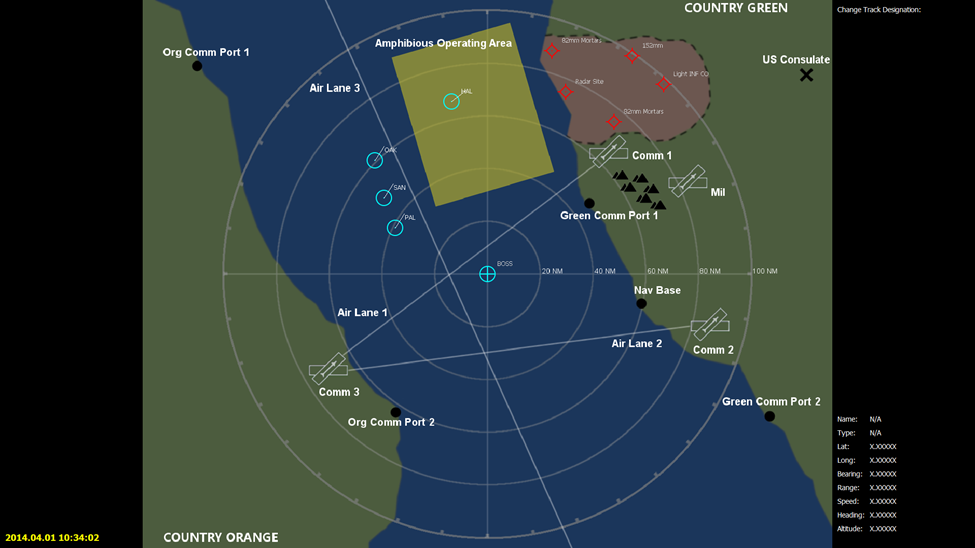 COUNTRY GREEN
Change Track Designation:
Amphibious Operating Area
82mm Mortars
152mm
Org Comm Port 1
US Consulate
Radar Site
Light INF CO
Air Lane 3
HAL
82mm Mortars
OAK
Comm 1
SAN
Mil
PAL
Green Comm Port 1
BOSS
20 NM
40 NM
60 NM
80 NM
100 NM
Nav Base
Air Lane 1
Air Lane 2
Comm 2
Comm 3
Green Comm Port 2
Org Comm Port 2
Name: N/A
Type: N/A
Lat: X.XXXXX
Long: X.XXXXX
Bearing: X.XXXXX
Range: X.XXXXX
Speed: X.XXXXX
Heading: X.XXXXX
Altitude: X.XXXXX
2014.04.01 10:34:02
COUNTRY ORANGE